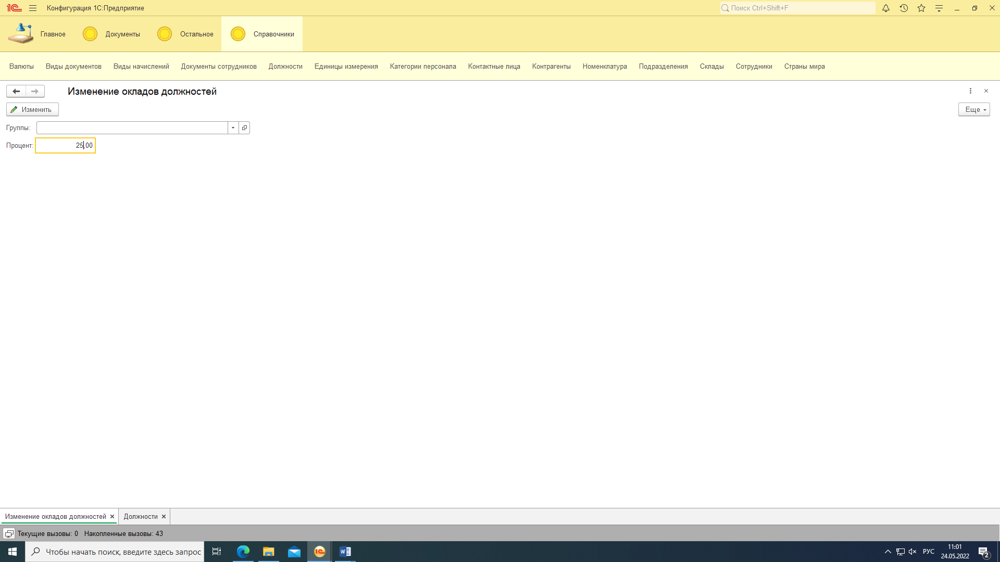 1С Конфигурация 1С:Предприятие Поиск Ctrl+Shift+F
Главное Документы Остальное Справочники
Валюты Виды документов Виды начислений Документы сотрудников Должности Единицы измерения Категории персонала Контактные лица Контрагенты Номенклатура Подразделения Склады Сотрудники Страны мира
Изменение окладов должностей
Изменить Еще
Группы:
Процент: 25,00
Изменение окладов должностей Должности
Текущие вызовы: 0 Накопленные вызовы: 43
Чтобы начать поиск, введите здесь запрос РУС 11:01
24.05.2022 2